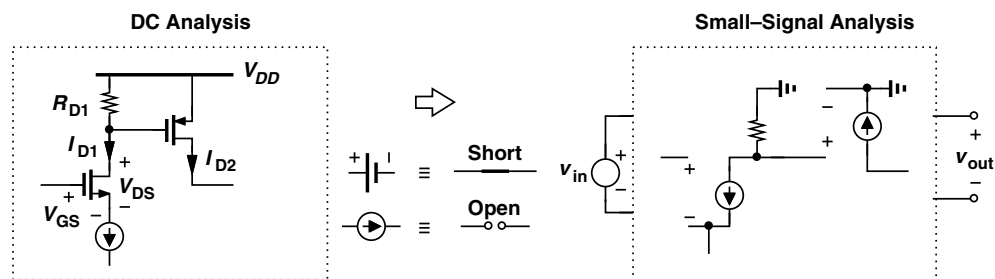 DC Analysis
Small–Signal Analysis
V_DD
R_D1
I_D1
+
I_D2
V_DS
+
V_GS
–
–
+
–
≡
Short
≡
Open
v_in
+
–
–
+
+
–
+
v_out
–